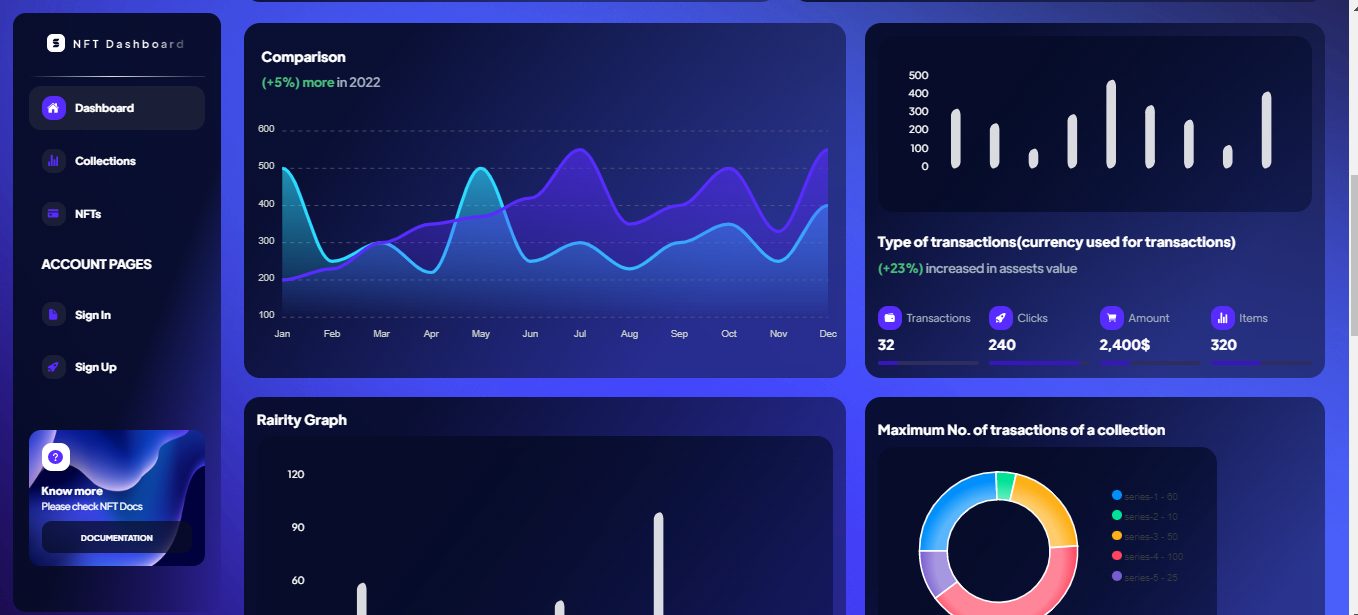 NFT Dashboard
Dashboard
Collections
NFTs
ACCOUNT PAGES
Sign In
Sign Up
?
Know more
Please check NFT Docs
DOCUMENTATION
Comparison
(+5%) more in 2022
600
500
400
300
200
100
Jan Feb Mar Apr May Jun Jul Aug Sep Oct Nov Dec
500
400
300
200
100
0
Type of transactions(currency used for transactions)
(+23%) increased in assests value
Transactions Clicks Amount Items
32 240 2,400$ 320
Rairity Graph
120
90
60
Maximum No. of trasactions of a collection
series-1 - 60
series-2 - 10
series-3 - 50
series-4 - 100
series-5 - 25